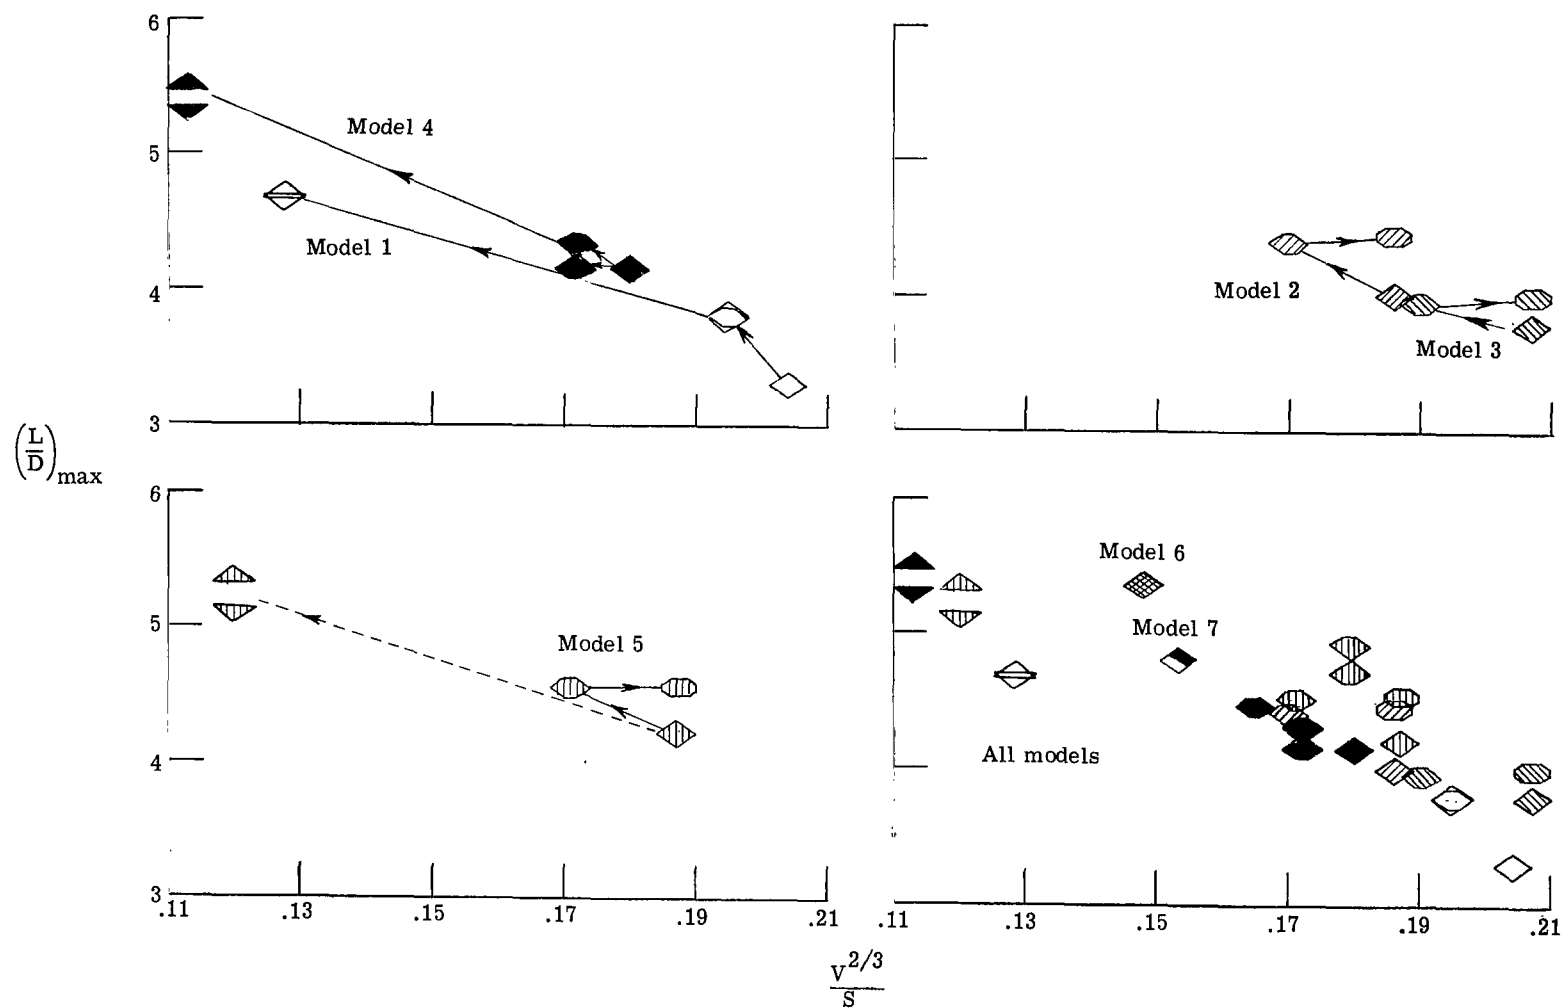 6
5
4
3
Model 4
Model 1
Model 2
Model 3
(L/D)max
6
5
4
3
Model 5
Model 6
Model 7
All models
.11 .13 .15 .17 .19 .21
.11 .13 .15 .17 .19 .21
V^2/3
S